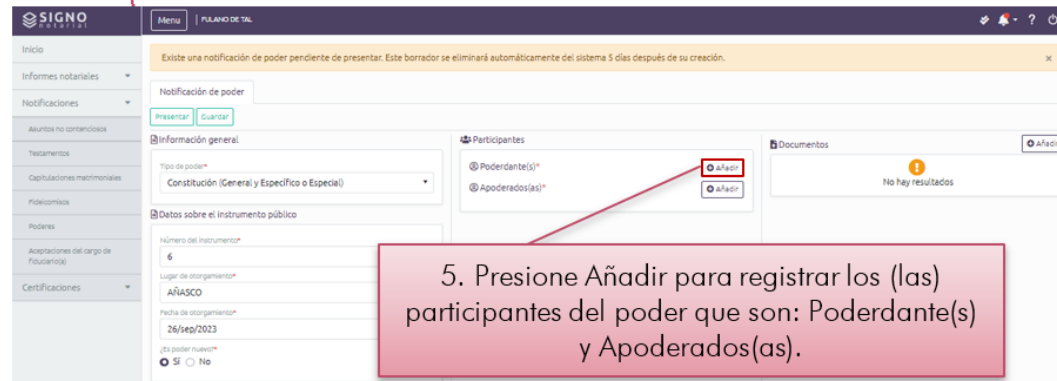 SIGNO
notarial
Menu
FULANO DE TAL
?
Inicio
Informes notariales
Notificaciones
Asuntos no contenciosos
Testamentos
Capitulaciones matrimoniales
Fideicomisos
Poderes
Aceptaciones del cargo de
Fiduciario(a)
Certificaciones
Existe una notificación de poder pendiente de presentar. Este borrador se eliminará automáticamente del sistema 5 días después de su creación.
×
Notificación de poder
Presentar
Guardar
Información general
Tipo de poder*
Constitución (General y Específico o Especial)
Datos sobre el instrumento público
Número del instrumento*
6
Lugar de otorgamiento*
AÑASCO
Fecha de otorgamiento*
26/sep/2023
¿Es poder nuevo?*
Sí
No
Participantes
Poderdante(s)*
Añadir
Apoderados(as)*
Añadir
Documentos
Añadir
No hay resultados
5. Presione Añadir para registrar los (las)
participantes del poder que son: Poderdante(s)
y Apoderados(as).